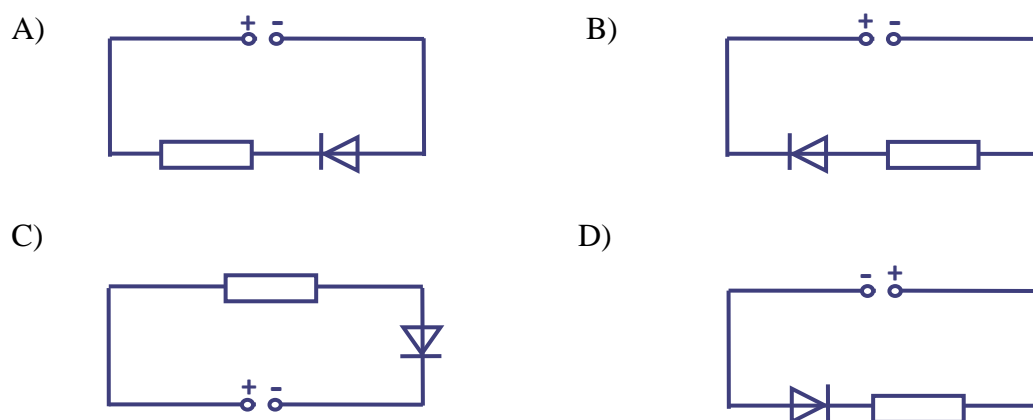 A)
+ -
B)
+ -
C)
+ -
D)
- +